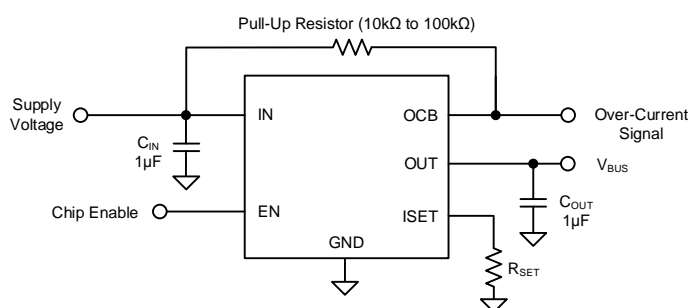 Pull-Up Resistor (10kΩ to 100kΩ)
Supply
Voltage
IN
OCB
Over-Current
Signal
CIN
1µF
OUT
VBUS
Chip Enable
EN
ISET
COUT
1µF
GND
RSET